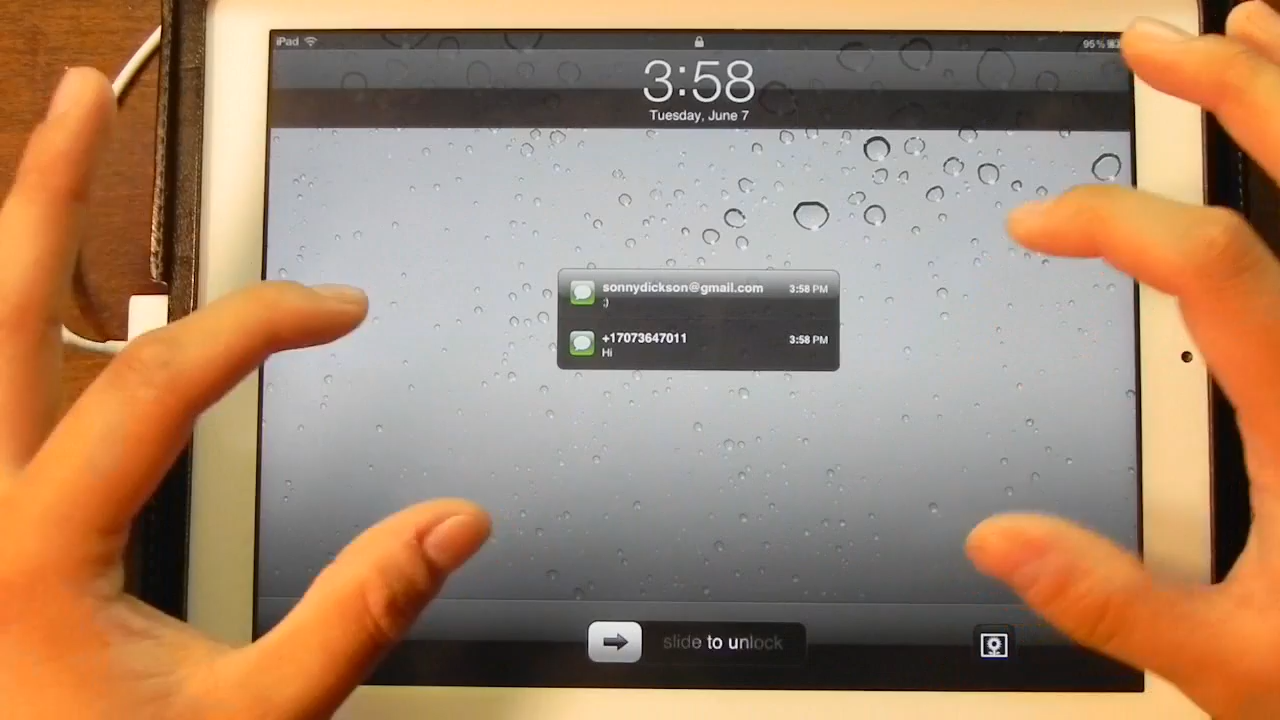 iPad
95%
3:58
Tuesday, June 7
sonnydickson@gmail.com 3:58 PM
;)
+17073647011 3:58 PM
Hi
slide to unlock